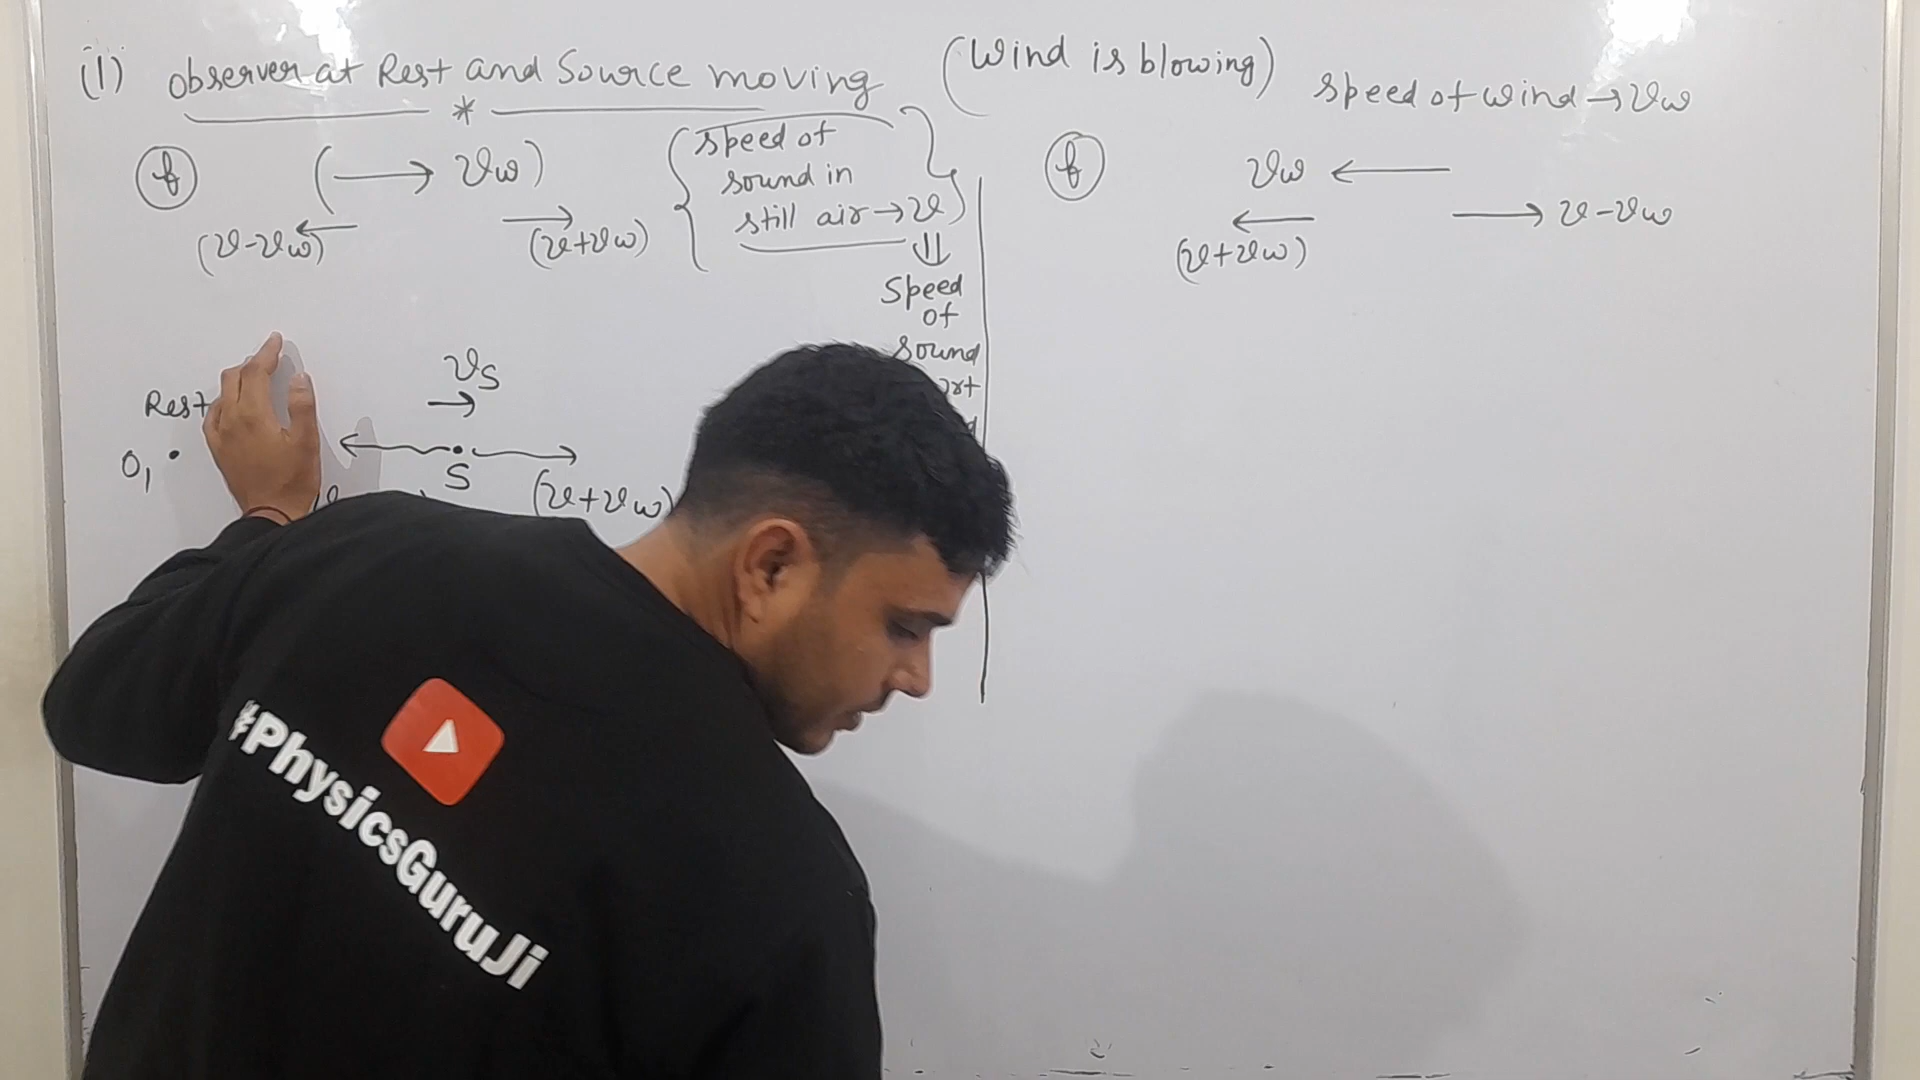 (1) Observer at Rest and Source moving (Wind is blowing)
Speed of wind → vw
f (→ vw)
(v-vw) ←
→ (v+vw)
{speed of
sound in
still air → v)
⇓
Speed
of
Sound
Rest
vs
→
O1 •
S
(v+vw)
f vw ←
← → v-vw
(v+vw)
#PhysicsGuruJi